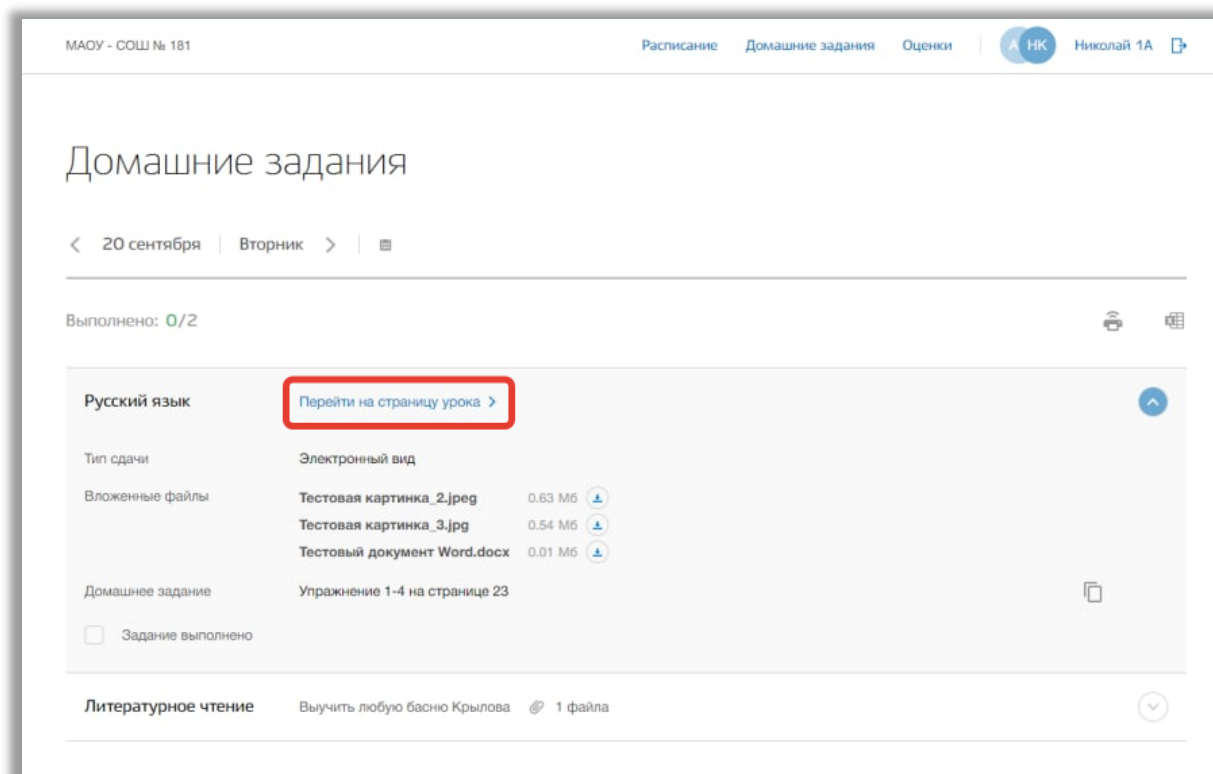 МАОУ - СОШ № 181 Расписание Домашние задания Оценки А НК Николай 1А
Домашние задания
20 сентября Вторник
Выполнено: 0/2
Русский язык Перейти на страницу урока
Тип сдачи Электронный вид
Вложенные файлы Тестовая картинка_2.jpeg 0.63 Мб
Тестовая картинка_3.jpg 0.54 Мб
Тестовый документ Word.docx 0.01 Мб
Домашнее задание Упражнение 1-4 на странице 23
Задание выполнено
Литературное чтение Выучить любую басню Крылова 1 файла